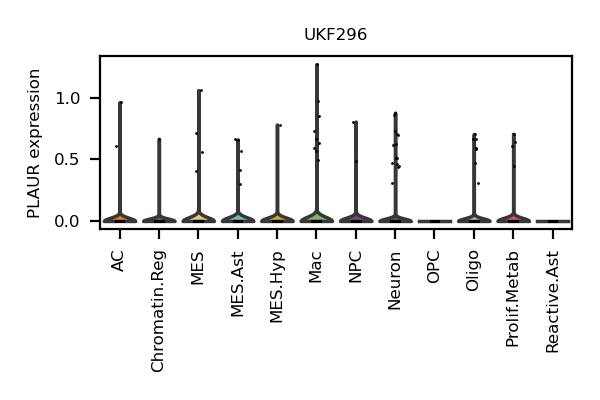 UKF296
PLAUR expression
1.0
0.5
0.0
AC
Chromatin.Reg
MES
MES.Ast
MES.Hyp
Mac
NPC
Neuron
OPC
Oligo
Prolif.Metab
Reactive.Ast